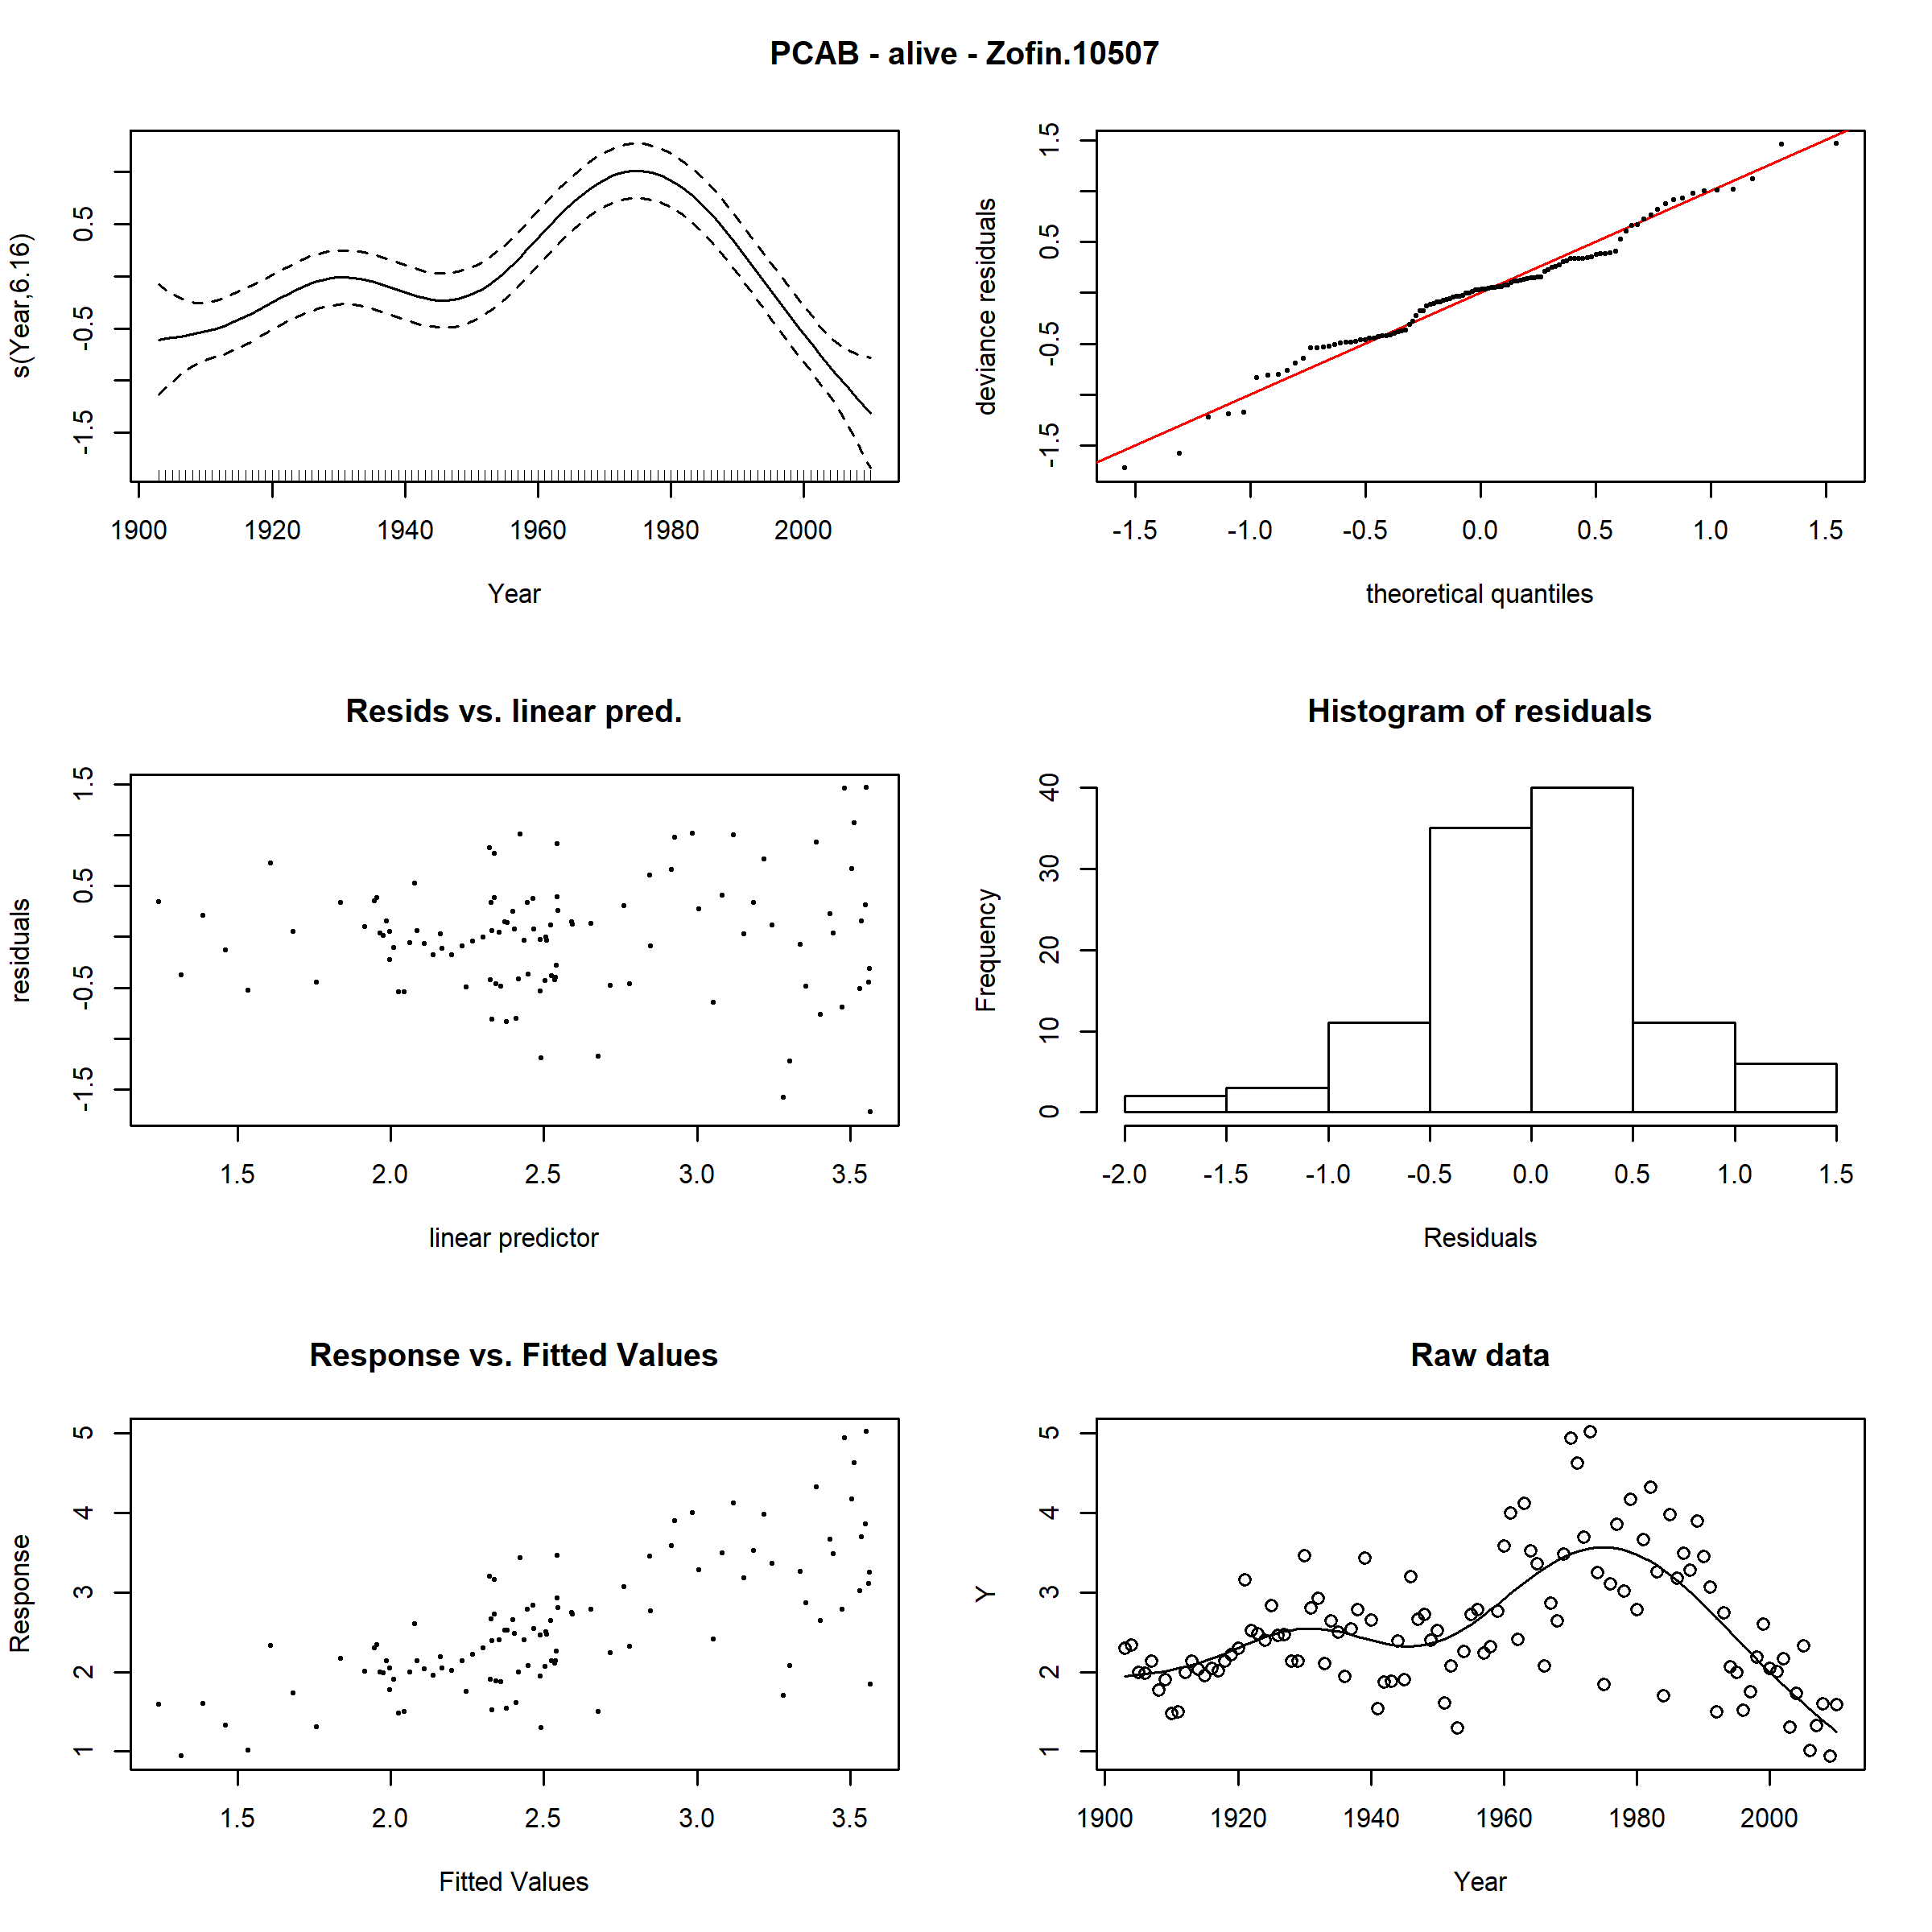 PCAB - alive - Zofin.10507
s(Year,6.16)
0.5
-0.5
-1.5
1900 1920 1940 1960 1980 2000
Year
deviance residuals
1.5
0.5
-0.5
-1.5
-1.5 -1.0 -0.5 0.0 0.5 1.0 1.5
theoretical quantiles
Resids vs. linear pred.
residuals
1.5
0.5
-0.5
-1.5
1.5 2.0 2.5 3.0 3.5
linear predictor
Histogram of residuals
Frequency
40
30
20
10
0
-2.0 -1.5 -1.0 -0.5 0.0 0.5 1.0 1.5
Residuals
Response vs. Fitted Values
Response
5
4
3
2
1
1.5 2.0 2.5 3.0 3.5
Fitted Values
Raw data
Y
5
4
3
2
1
1900 1920 1940 1960 1980 2000
Year